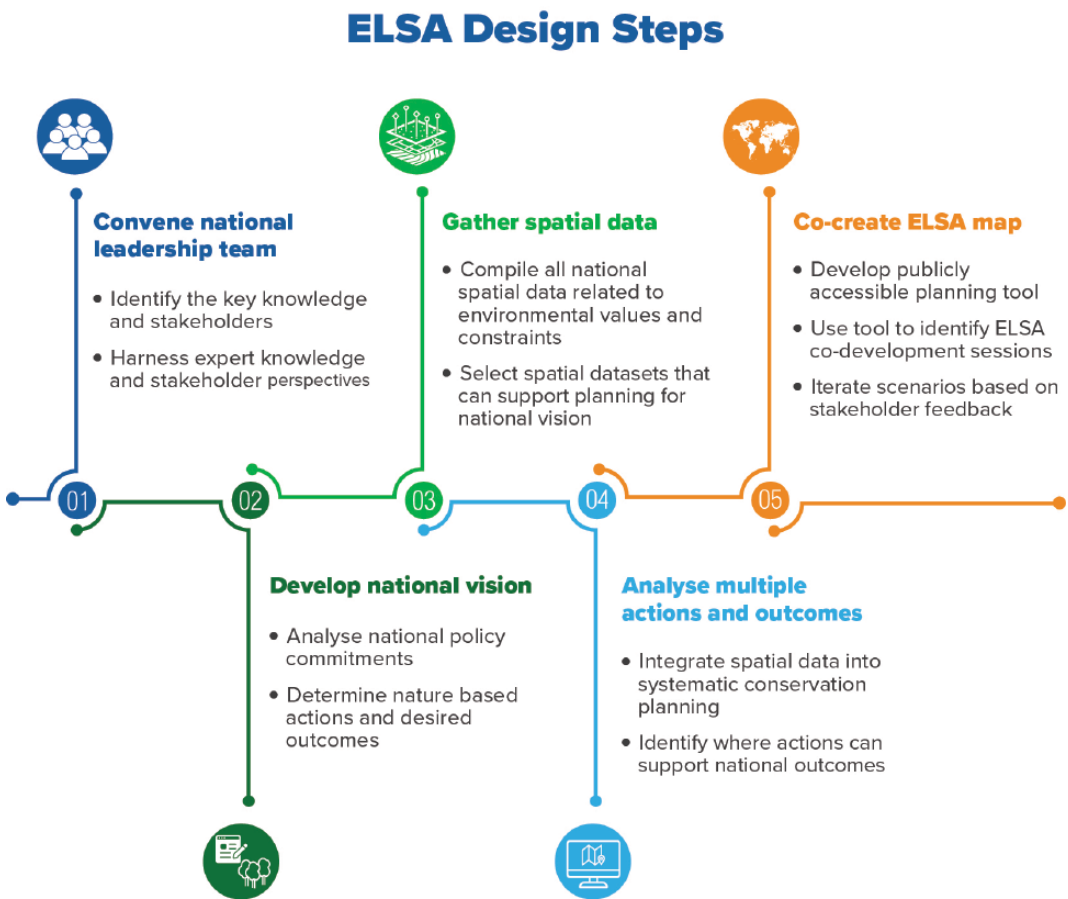 ELSA Design Steps
01
Convene national
leadership team
• Identify the key knowledge
and stakeholders
• Harness expert knowledge
and stakeholder perspectives
02
Develop national vision
• Analyse national policy
commitments
• Determine nature based
actions and desired
outcomes
03
Gather spatial data
• Compile all national
spatial data related to
environmental values and
constraints
• Select spatial datasets that
can support planning for
national vision
04
Analyse multiple
actions and outcomes
• Integrate spatial data into
systematic conservation
planning
• Identify where actions can
support national outcomes
05
Co-create ELSA map
• Develop publicly
accessible planning tool
• Use tool to identify ELSA
co-development sessions
• Iterate scenarios based on
stakeholder feedback